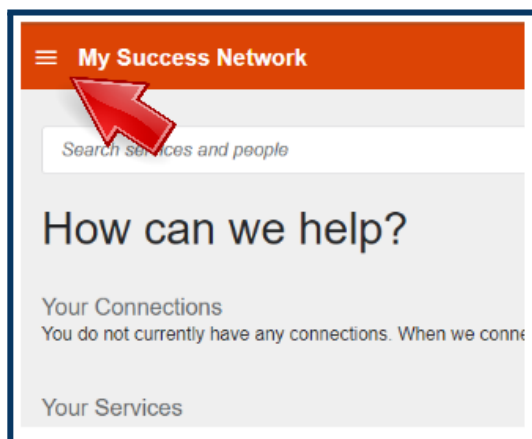 My Success Network
Search services and people
How can we help?
Your Connections
You do not currently have any connections. When we conne
Your Services